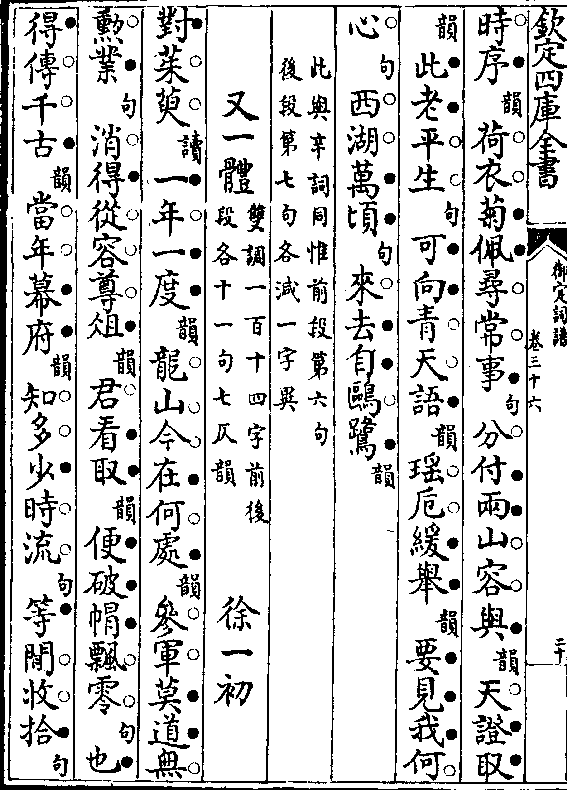 欽定四庫全書
御定詞譜
卷三十六
二十
時序韻荷衣菊佩尋常事句分付兩山容與韻天證取
韻此老平生句可向青天語韻瑤卮緩舉韻要見我何
心句西湖萬頃句來去自鷗鷺韻
此與辛詞同惟前段第六句
後段第七句各減一字異
又一體雙調一百十四字前後
段各十一句七仄韻徐一初
對茱萸讀一年一度韻龍山今在何處韻參軍莫道無
勲業句消得從容尊俎韻君看取韻便破帽飄零句也
得傳千古韻當年幕府韻知多少時流句等閒收拾句